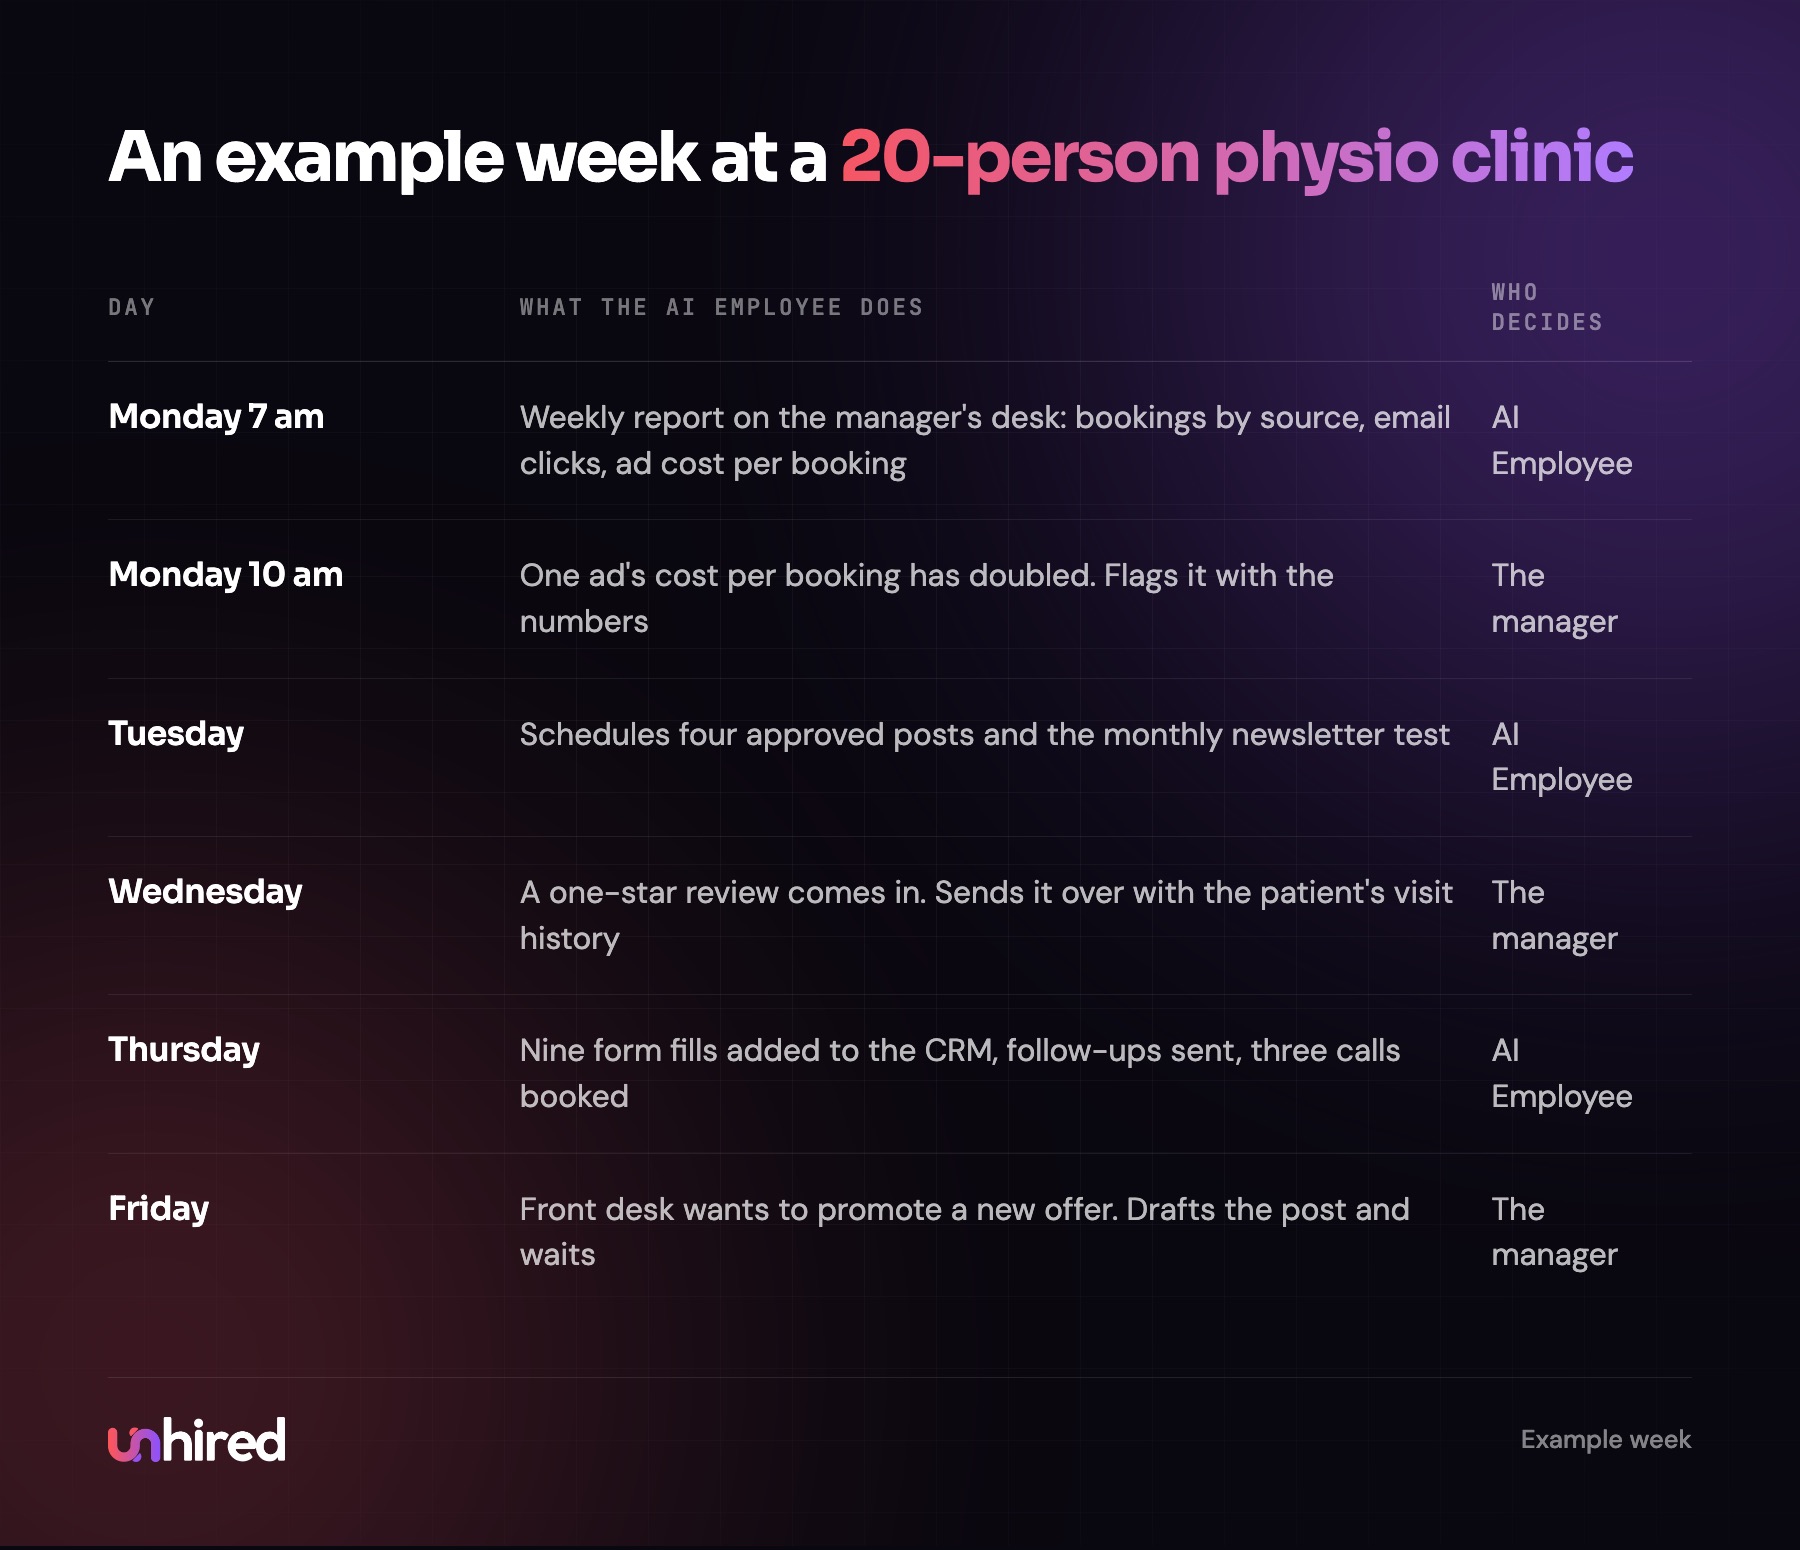 An example week at a 20-person physio clinic
DAY
WHAT THE AI EMPLOYEE DOES
WHO
DECIDES
Monday 7 am
Weekly report on the manager's desk: bookings by source, email
clicks, ad cost per booking
AI
Employee
Monday 10 am
One ad's cost per booking has doubled. Flags it with the
numbers
The
manager
Tuesday
Schedules four approved posts and the monthly newsletter test
AI
Employee
Wednesday
A one-star review comes in. Sends it over with the patient's visit
history
The
manager
Thursday
Nine form fills added to the CRM, follow-ups sent, three calls
booked
AI
Employee
Friday
Front desk wants to promote a new offer. Drafts the post and
waits
The
manager
unhired
Example week